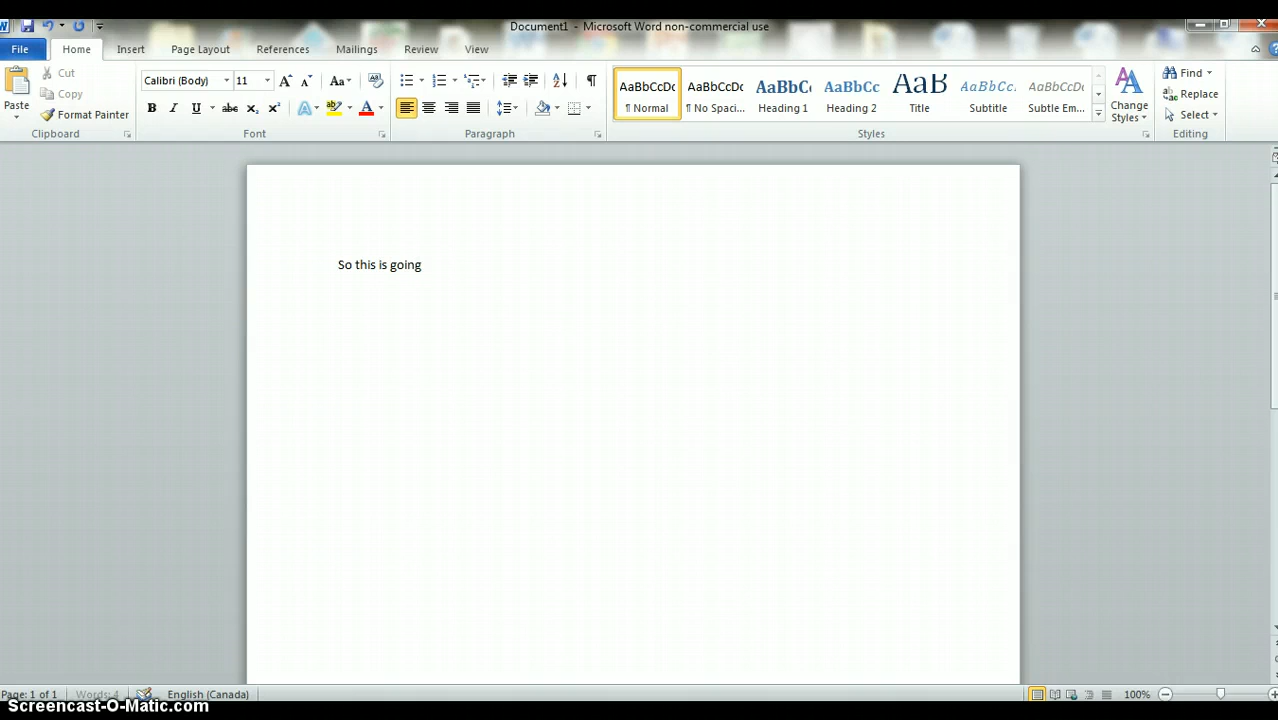 Document1 - Microsoft Word non-commercial use
File Home Insert Page Layout References Mailings Review View
Paste
Cut
Copy
Format Painter
Clipboard
Calibri (Body) 11
Font
Paragraph
AaBbCcDc AaBbCcDc AaBbC AaBbCc AaB AaBbCc. AaBbCcDc
¶ Normal ¶ No Spaci... Heading 1 Heading 2 Title Subtitle Subtle Em...
Styles
Change
Styles
Find
Replace
Select
Editing
So this is going
Page: 1 of 1 Words: 4 English (Canada) 100%
Screencast-O-Matic.com